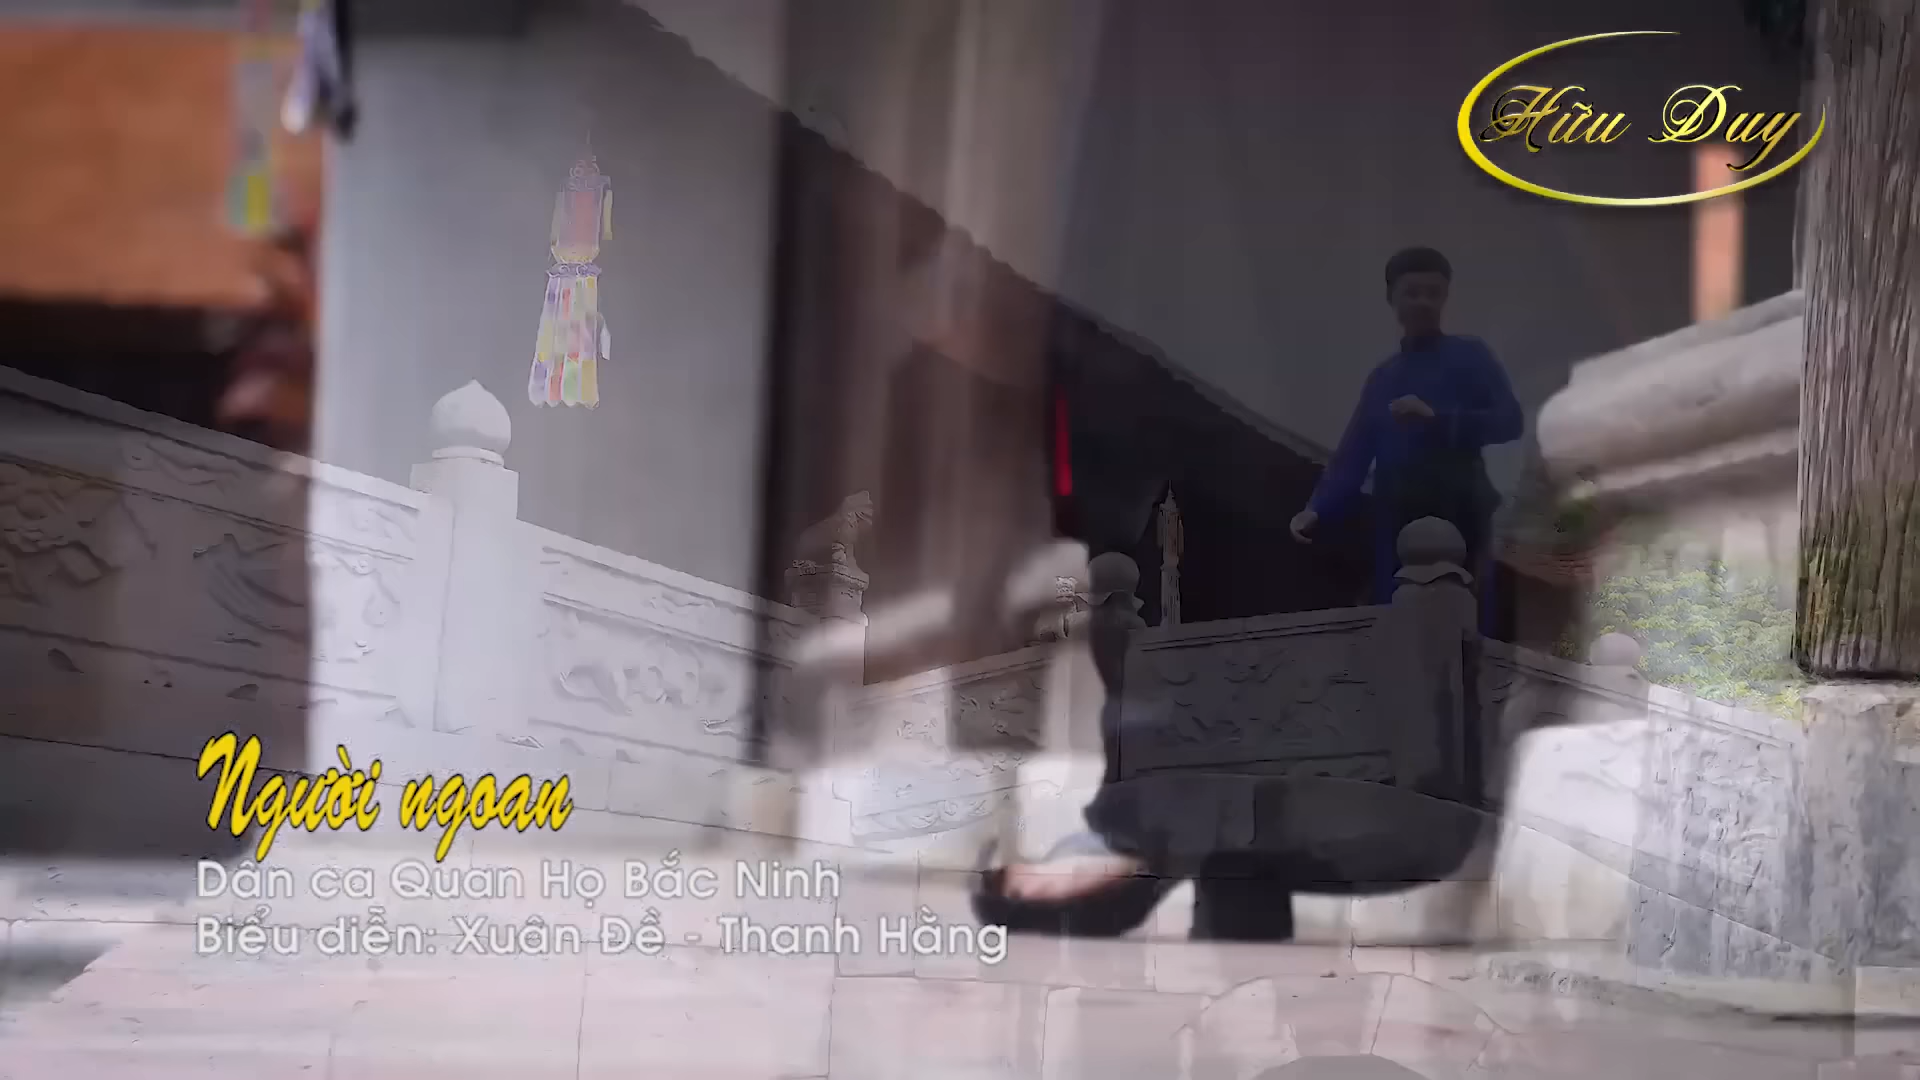 Hữu Duy
Người ngoan
Dân ca Quan Họ Bắc Ninh
Biểu diễn: Xuân Đề - Thanh Hằng